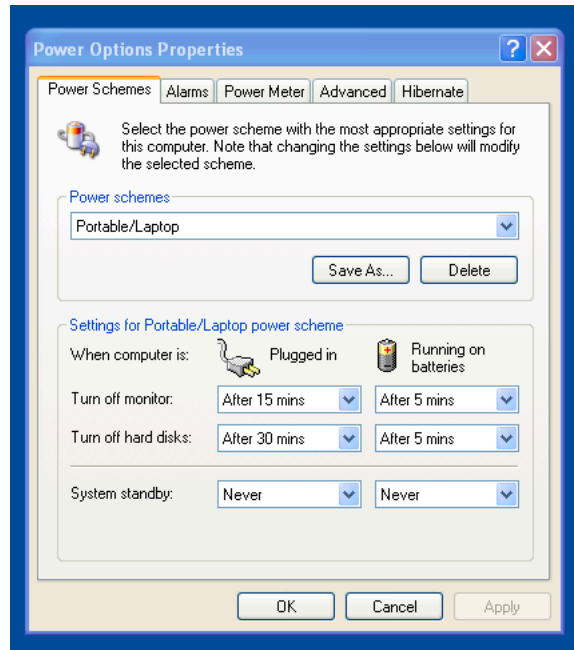 Power Options Properties
Power Schemes Alarms Power Meter Advanced Hibernate
Select the power scheme with the most appropriate settings for
this computer. Note that changing the settings below will modify
the selected scheme.
Power schemes
Portable/Laptop
Save As... Delete
Settings for Portable/Laptop power scheme
When computer is: Plugged in Running on
batteries
Turn off monitor: After 15 mins After 5 mins
Turn off hard disks: After 30 mins After 5 mins
System standby: Never Never
OK Cancel Apply